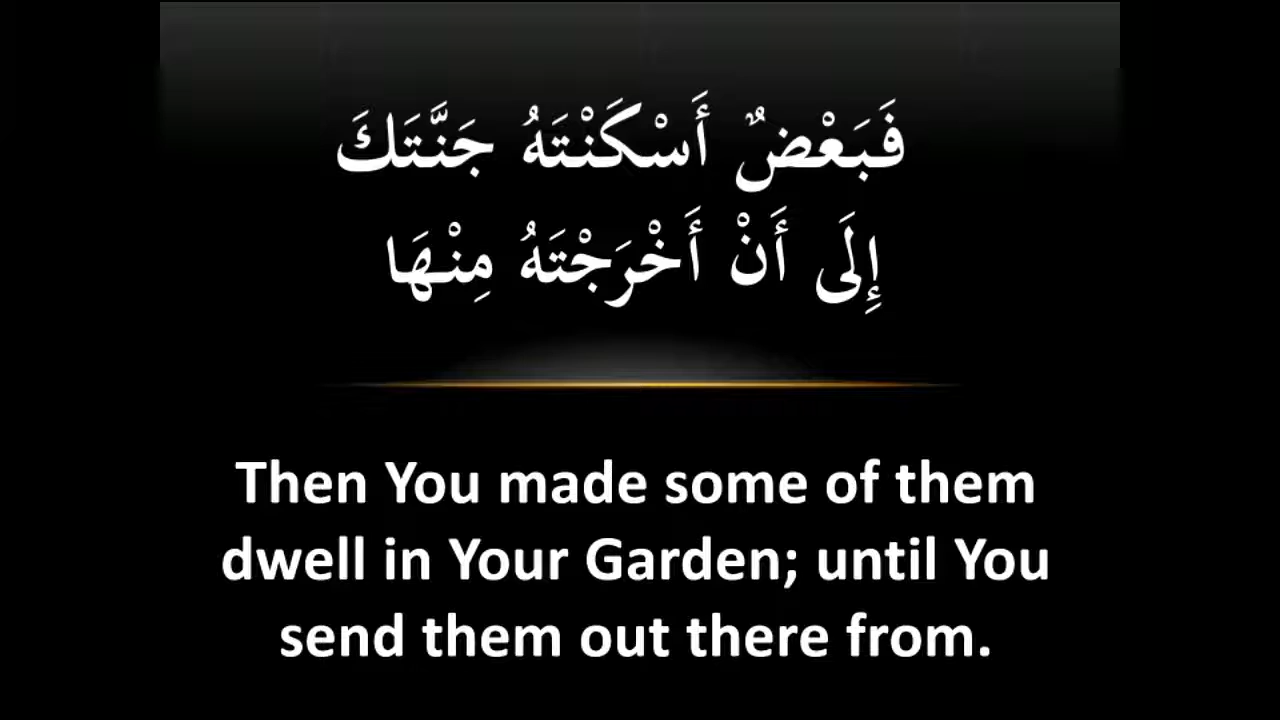 فَبَعْضٌ أَسْكَنْتَهُ جَنَّتَكَ
إِلَى أَنْ أَخْرَجْتَهُ مِنْهَا
Then You made some of them
dwell in Your Garden; until You
send them out there from.